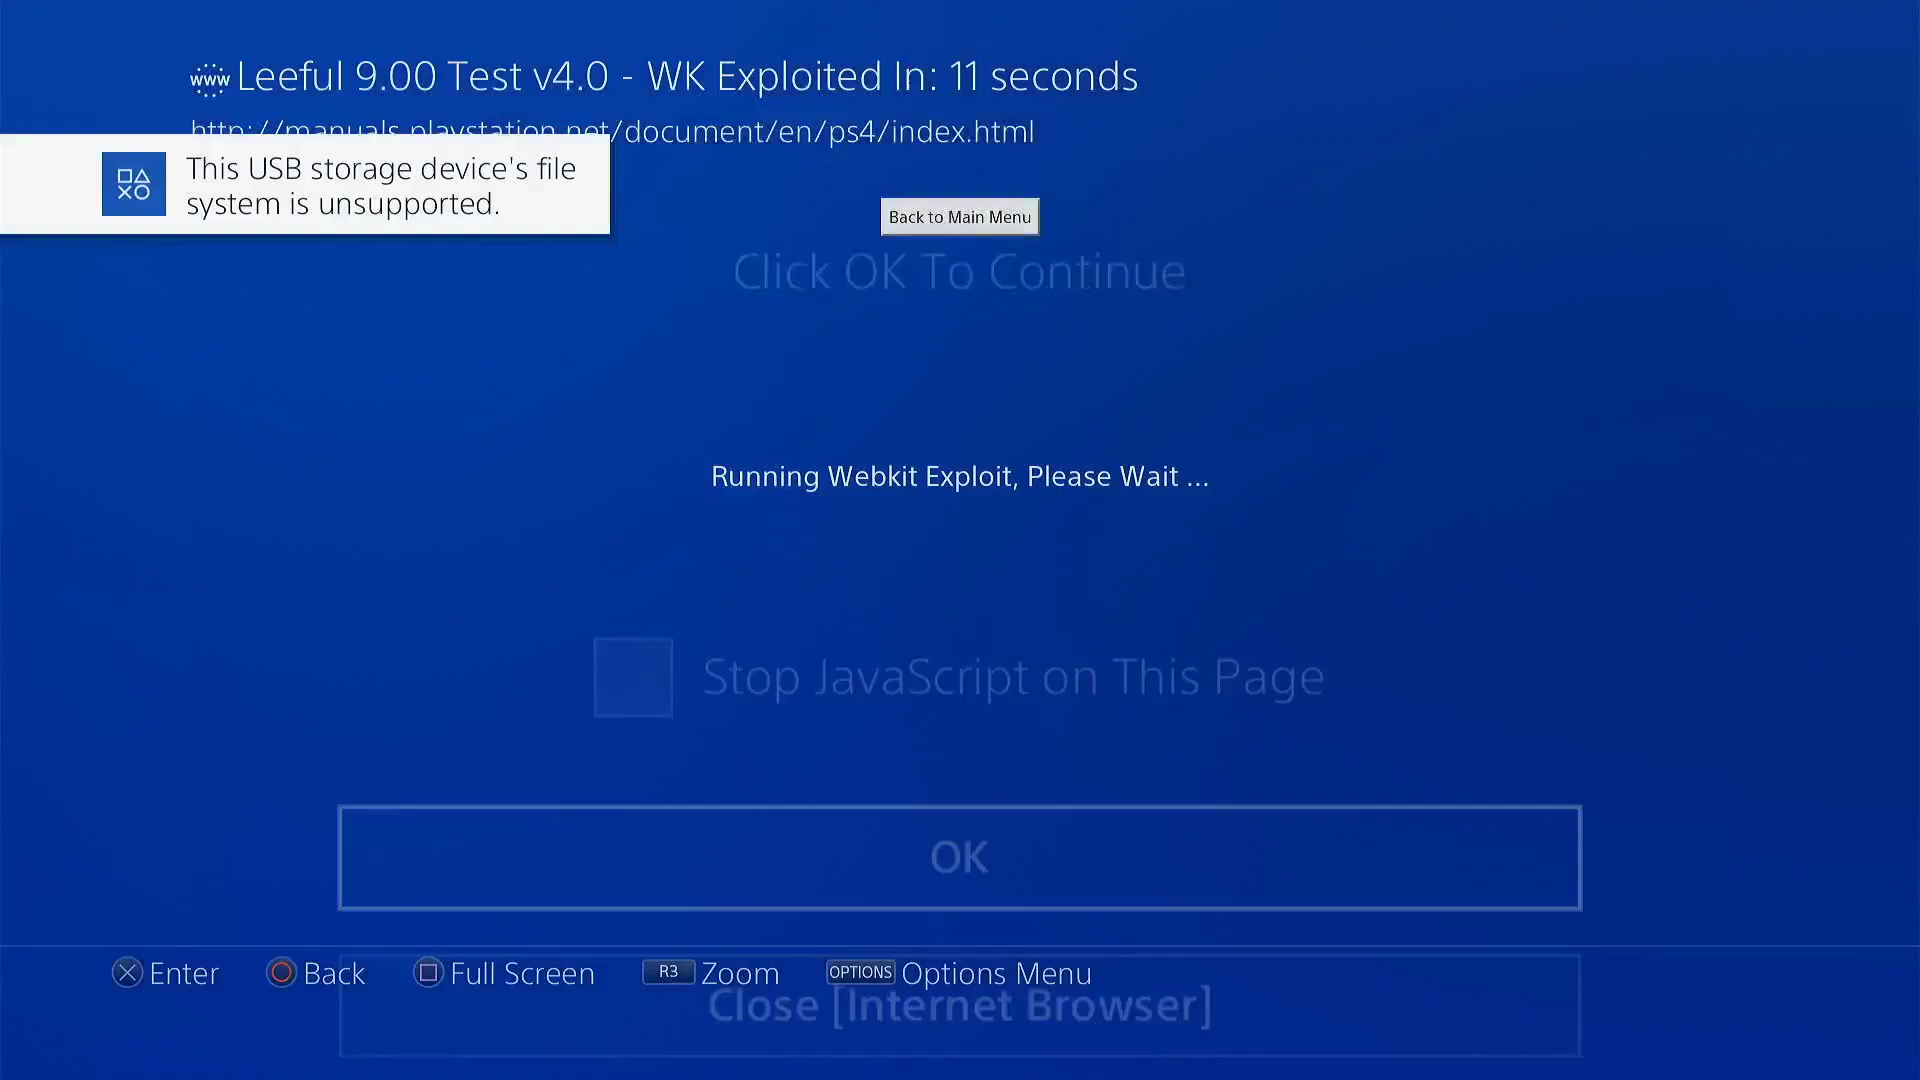 www Leeful 9.00 Test v4.0 - WK Exploited In: 11 seconds
http://manuals.playstation.net/document/en/ps4/index.html
This USB storage device's file
system is unsupported.
Back to Main Menu
Click OK To Continue
Running Webkit Exploit, Please Wait ...
Stop JavaScript on This Page
OK
Enter Back Full Screen R3 Zoom OPTIONS Options Menu
Close [Internet Browser]